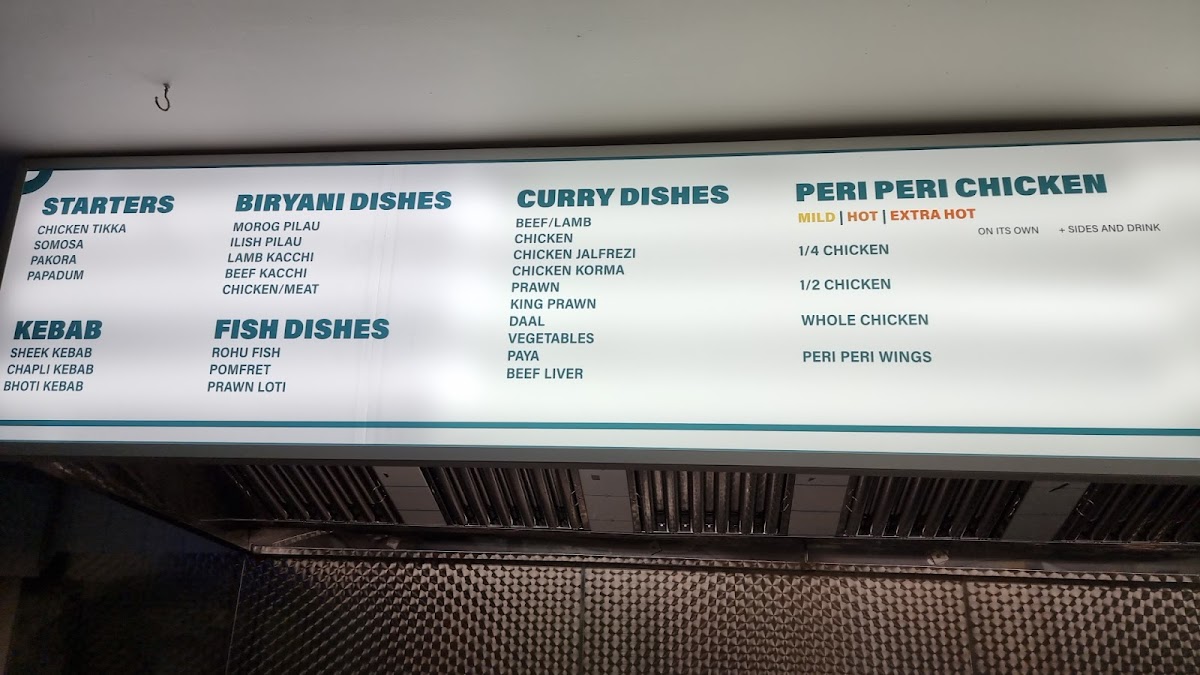 STARTERS
CHICKEN TIKKA
SOMOSA
PAKORA
PAPADUM
KEBAB
SHEEK KEBAB
CHAPLI KEBAB
BHOTI KEBAB
BIRYANI DISHES
MOROG PILAU
ILISH PILAU
LAMB KACCHI
BEEF KACCHI
CHICKEN/MEAT
FISH DISHES
ROHU FISH
POMFRET
PRAWN LOTI
CURRY DISHES
BEEF/LAMB
CHICKEN
CHICKEN JALFREZI
CHICKEN KORMA
PRAWN
KING PRAWN
DAAL
VEGETABLES
PAYA
BEEF LIVER
PERI PERI CHICKEN
MILD | HOT | EXTRA HOT
ON ITS OWN + SIDES AND DRINK
1/4 CHICKEN
1/2 CHICKEN
WHOLE CHICKEN
PERI PERI WINGS